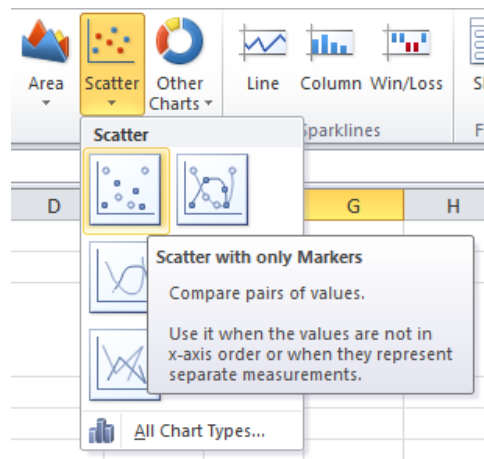 Area Scatter Other Charts Line Column Win/Loss
Sparklines
Scatter
D G H
Scatter with only Markers
Compare pairs of values.
Use it when the values are not in
x-axis order or when they represent
separate measurements.
All Chart Types...